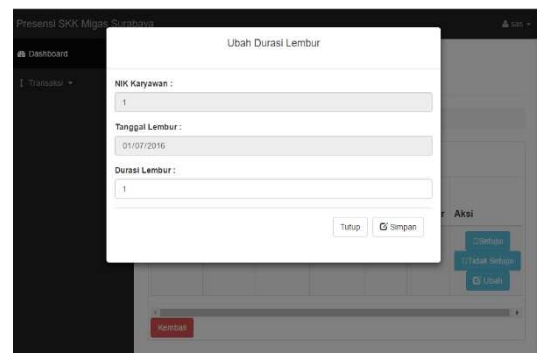 Presensi SKK Migas Surabaya
sas
Dashboard
Transaksi
Ubah Durasi Lembur
NIK Karyawan :
1
Tanggal Lembur :
01/07/2016
Durasi Lembur :
1
Tutup
Simpan
r Aksi
Setuju
Tidak Setuju
Ubah
Kembali